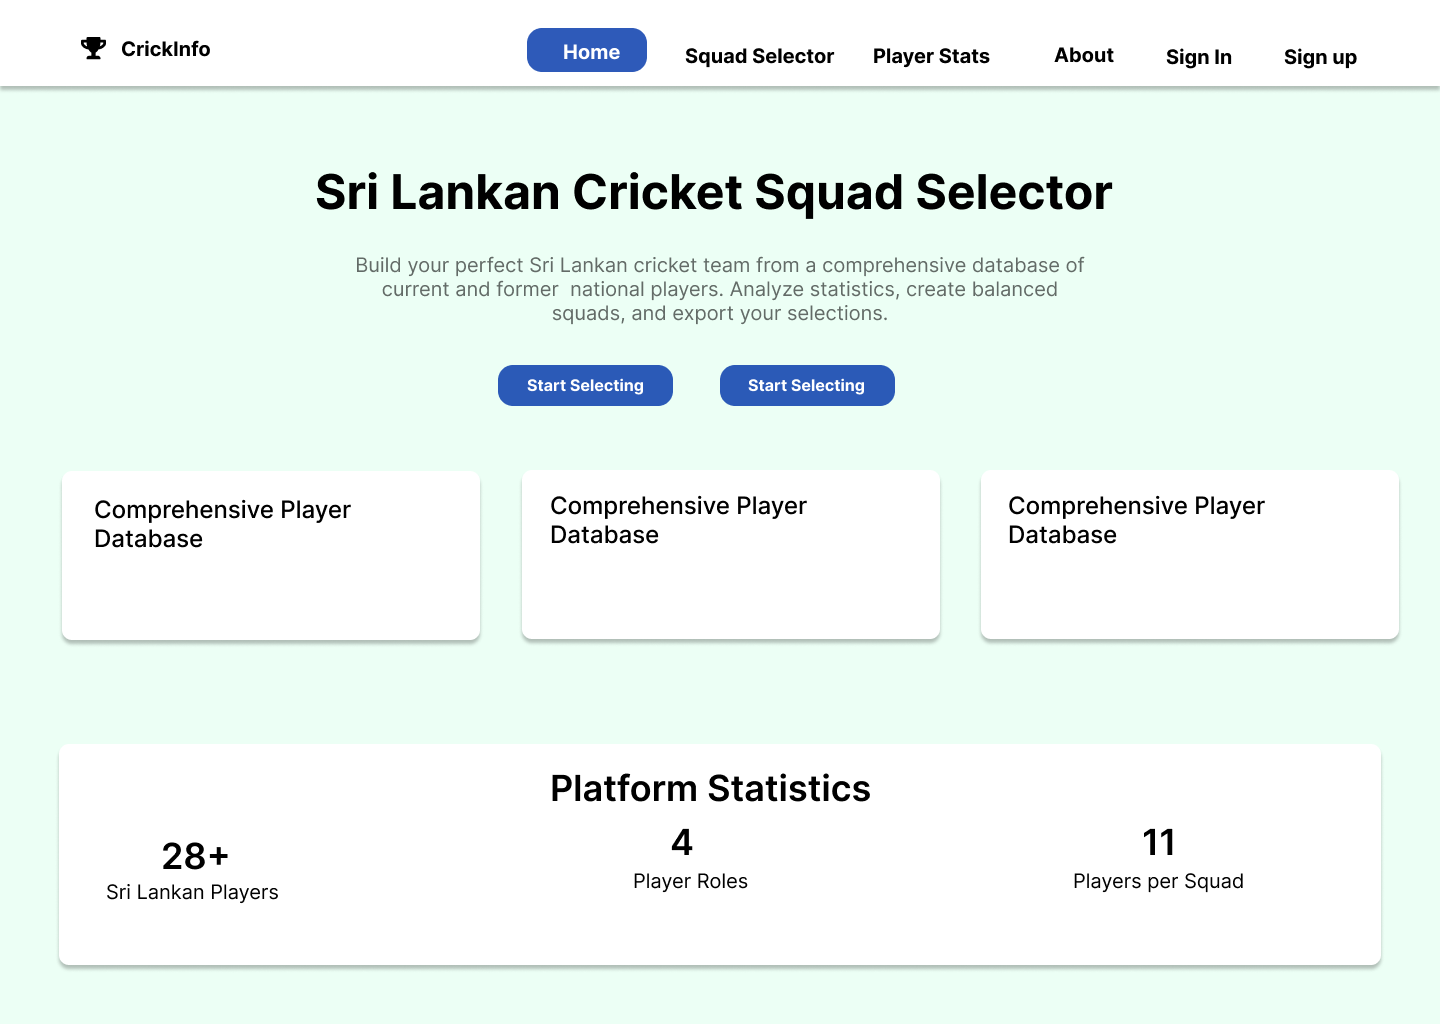 CrickInfo
Home
Squad Selector
Player Stats
About
Sign In
Sign up
Sri Lankan Cricket Squad Selector
Build your perfect Sri Lankan cricket team from a comprehensive database of
current and former  national players. Analyze statistics, create balanced
squads, and export your selections.
Start Selecting
Start Selecting
Comprehensive Player
Database
Comprehensive Player
Database
Comprehensive Player
Database
Platform Statistics
28+
Sri Lankan Players
4
Player Roles
11
Players per Squad